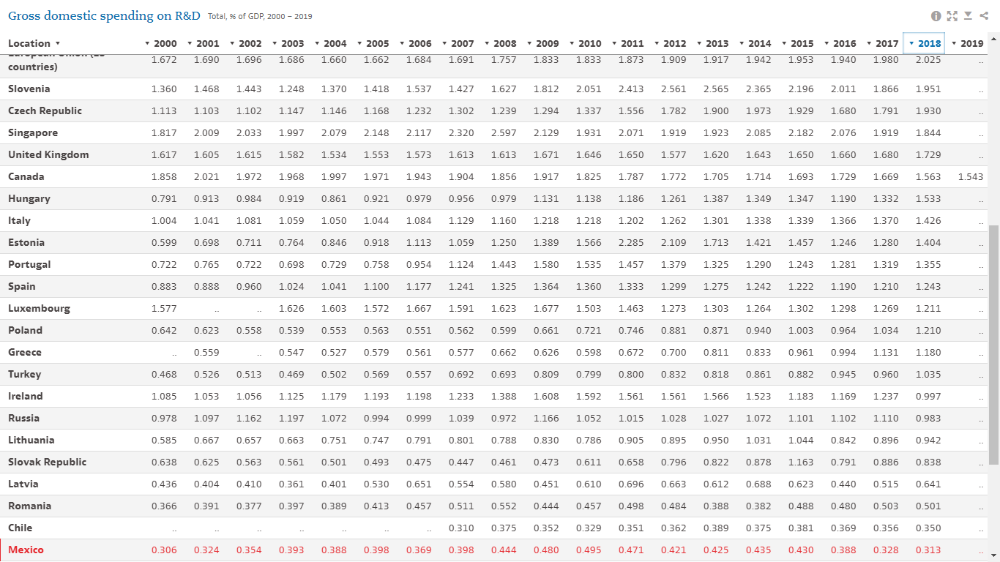 Gross domestic spending on R&D Total, % of GDP, 2000 – 2019
Location 2000 2001 2002 2003 2004 2005 2006 2007 2008 2009 2010 2011 2012 2013 2014 2015 2016 2017 2018 2019
European Union (28 1.672 1.690 1.696 1.686 1.660 1.662 1.684 1.691 1.757 1.833 1.833 1.873 1.909 1.917 1.942 1.953 1.940 1.980 2.025 ..
countries)
Slovenia 1.360 1.468 1.443 1.248 1.370 1.418 1.537 1.427 1.627 1.812 2.051 2.413 2.561 2.565 2.365 2.196 2.011 1.866 1.951 ..
Czech Republic 1.113 1.103 1.102 1.147 1.146 1.168 1.232 1.302 1.239 1.294 1.337 1.556 1.782 1.900 1.973 1.929 1.680 1.791 1.930 ..
Singapore 1.817 2.009 2.033 1.997 2.079 2.148 2.117 2.320 2.597 2.129 1.931 2.071 1.919 1.923 2.085 2.182 2.076 1.919 1.844 ..
United Kingdom 1.617 1.605 1.615 1.582 1.534 1.553 1.573 1.613 1.613 1.671 1.646 1.650 1.577 1.620 1.643 1.650 1.660 1.680 1.729 ..
Canada 1.858 2.021 1.972 1.968 1.997 1.971 1.943 1.904 1.856 1.917 1.825 1.787 1.772 1.705 1.714 1.693 1.729 1.669 1.563 1.543
Hungary 0.791 0.913 0.984 0.919 0.861 0.921 0.979 0.956 0.979 1.131 1.138 1.186 1.261 1.387 1.349 1.347 1.190 1.332 1.533 ..
Italy 1.004 1.041 1.081 1.059 1.050 1.044 1.084 1.129 1.160 1.218 1.218 1.202 1.262 1.301 1.338 1.339 1.366 1.370 1.426 ..
Estonia 0.599 0.698 0.711 0.764 0.846 0.918 1.113 1.059 1.250 1.389 1.566 2.285 2.109 1.713 1.421 1.457 1.246 1.280 1.404 ..
Portugal 0.722 0.765 0.722 0.698 0.729 0.758 0.954 1.124 1.443 1.580 1.535 1.457 1.379 1.325 1.290 1.243 1.281 1.319 1.355 ..
Spain 0.883 0.888 0.960 1.024 1.041 1.100 1.177 1.241 1.325 1.364 1.360 1.333 1.299 1.275 1.242 1.222 1.190 1.210 1.243 ..
Luxembourg 1.577 .. .. 1.626 1.603 1.572 1.667 1.591 1.623 1.677 1.503 1.463 1.273 1.303 1.264 1.302 1.298 1.269 1.211 ..
Poland 0.642 0.623 0.558 0.539 0.553 0.563 0.551 0.562 0.599 0.661 0.721 0.746 0.881 0.871 0.940 1.003 0.964 1.034 1.210 ..
Greece .. 0.559 .. 0.547 0.527 0.579 0.561 0.577 0.662 0.626 0.598 0.672 0.700 0.811 0.833 0.961 0.994 1.131 1.180 ..
Turkey 0.468 0.526 0.513 0.469 0.502 0.569 0.557 0.692 0.693 0.809 0.799 0.800 0.832 0.818 0.861 0.882 0.945 0.960 1.035 ..
Ireland 1.085 1.053 1.056 1.125 1.179 1.193 1.198 1.233 1.388 1.608 1.592 1.561 1.561 1.566 1.523 1.183 1.169 1.237 0.997 ..
Russia 0.978 1.097 1.162 1.197 1.072 0.994 0.999 1.039 0.972 1.166 1.052 1.015 1.028 1.027 1.072 1.101 1.102 1.110 0.983 ..
Lithuania 0.585 0.667 0.657 0.663 0.751 0.747 0.791 0.801 0.788 0.830 0.786 0.905 0.895 0.950 1.031 1.044 0.842 0.896 0.942 ..
Slovak Republic 0.638 0.625 0.563 0.561 0.501 0.493 0.475 0.447 0.461 0.473 0.611 0.658 0.796 0.822 0.878 1.163 0.791 0.886 0.838 ..
Latvia 0.436 0.404 0.410 0.361 0.401 0.530 0.651 0.554 0.580 0.451 0.610 0.696 0.663 0.612 0.688 0.623 0.440 0.515 0.641 ..
Romania 0.366 0.391 0.377 0.397 0.389 0.413 0.457 0.511 0.552 0.444 0.457 0.498 0.484 0.388 0.382 0.488 0.480 0.503 0.501 ..
Chile .. .. .. .. .. .. .. 0.310 0.375 0.352 0.329 0.351 0.362 0.389 0.375 0.381 0.369 0.356 0.350 ..
Mexico 0.306 0.324 0.354 0.393 0.388 0.398 0.369 0.398 0.444 0.480 0.495 0.471 0.421 0.425 0.435 0.430 0.388 0.328 0.313 ..